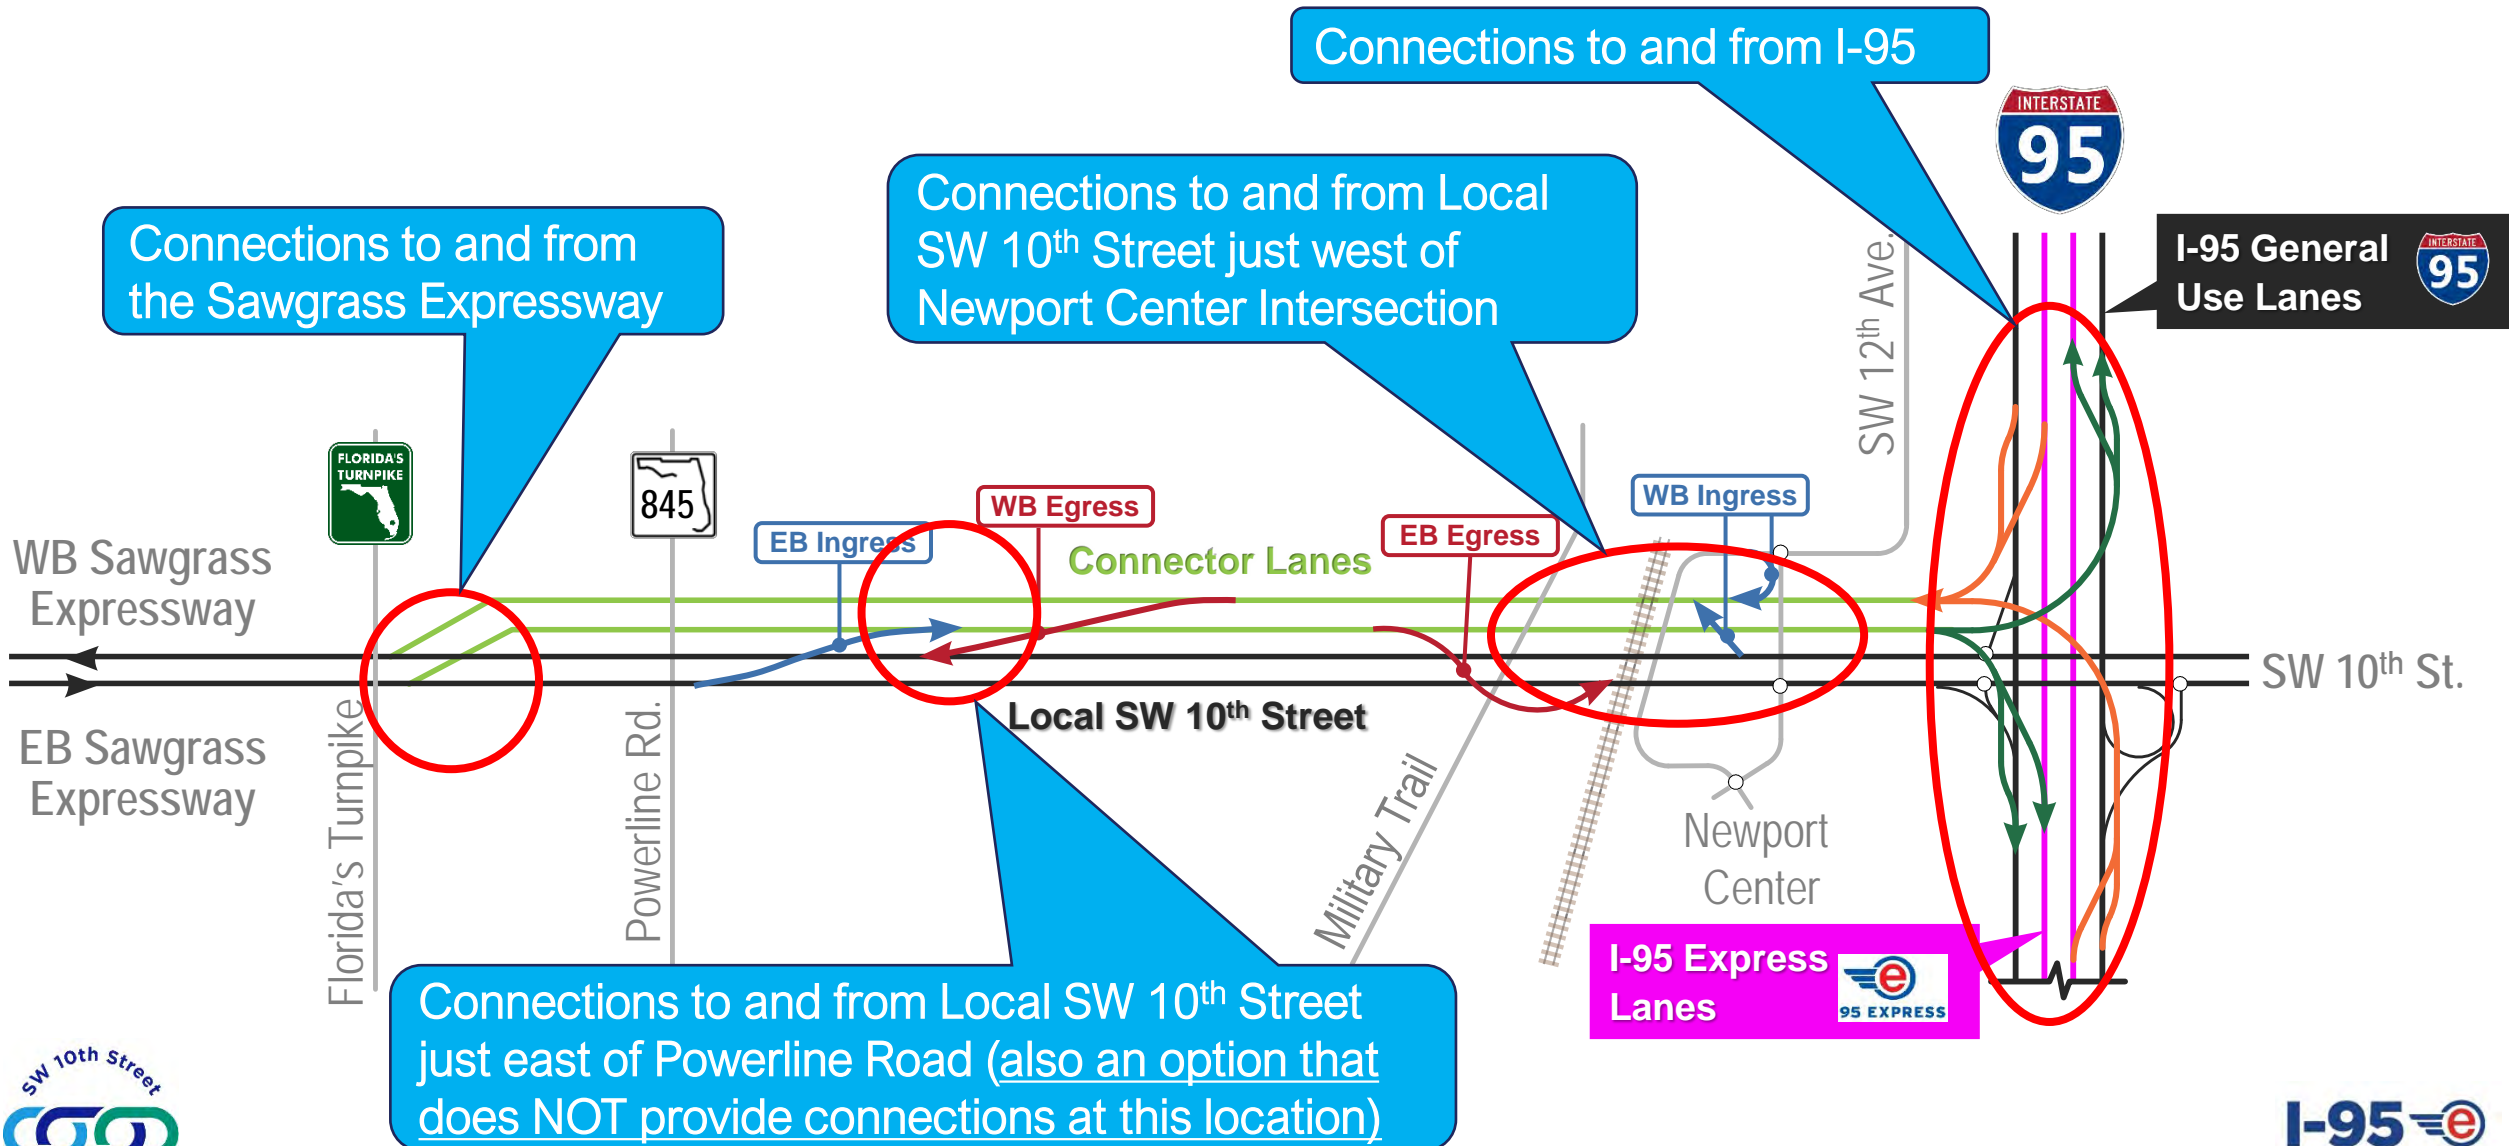 Connections to and from I-95
INTERSTATE
95
Connections to and from Local
SW 10th Street just west of
Newport Center Intersection
Connections to and from
the Sawgrass Expressway
I-95 General
Use Lanes
INTERSTATE
95
SW 12th Ave.
FLORIDA'S
TURNPIKE
845
WB Egress
WB Ingress
EB Ingress
EB Egress
Connector Lanes
WB Sawgrass
Expressway
SW 10th St.
Local SW 10th Street
EB Sawgrass
Expressway
Florida's Turnpike
Powerline Rd.
Military Trail
Newport
Center
I-95 Express
Lanes
e
95 EXPRESS
Connections to and from Local SW 10th Street
just east of Powerline Road (also an option that
does NOT provide connections at this location)
SW 10th Street
I-95 e